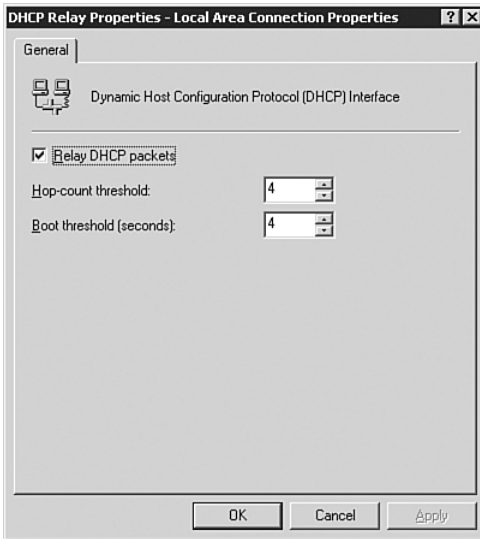 DHCP Relay Properties - Local Area Connection Properties
General
Dynamic Host Configuration Protocol (DHCP) Interface
Relay DHCP packets
Hop-count threshold: 4
Boot threshold (seconds): 4
OK Cancel Apply